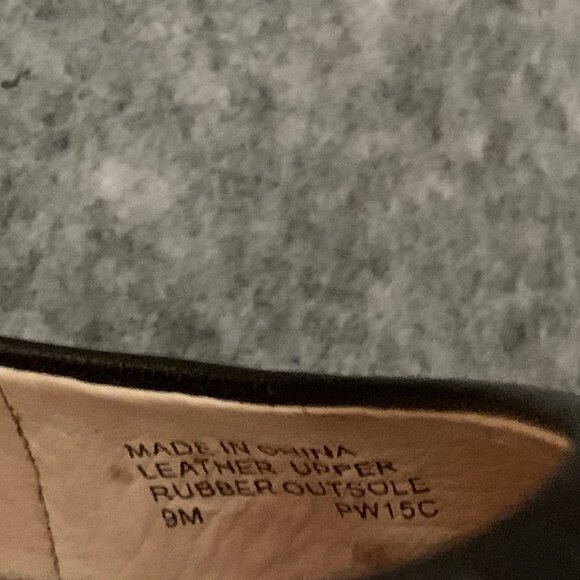 MADE IN CHINA
LEATHER UPPER
RUBBER OUTSOLE
9M PW15C